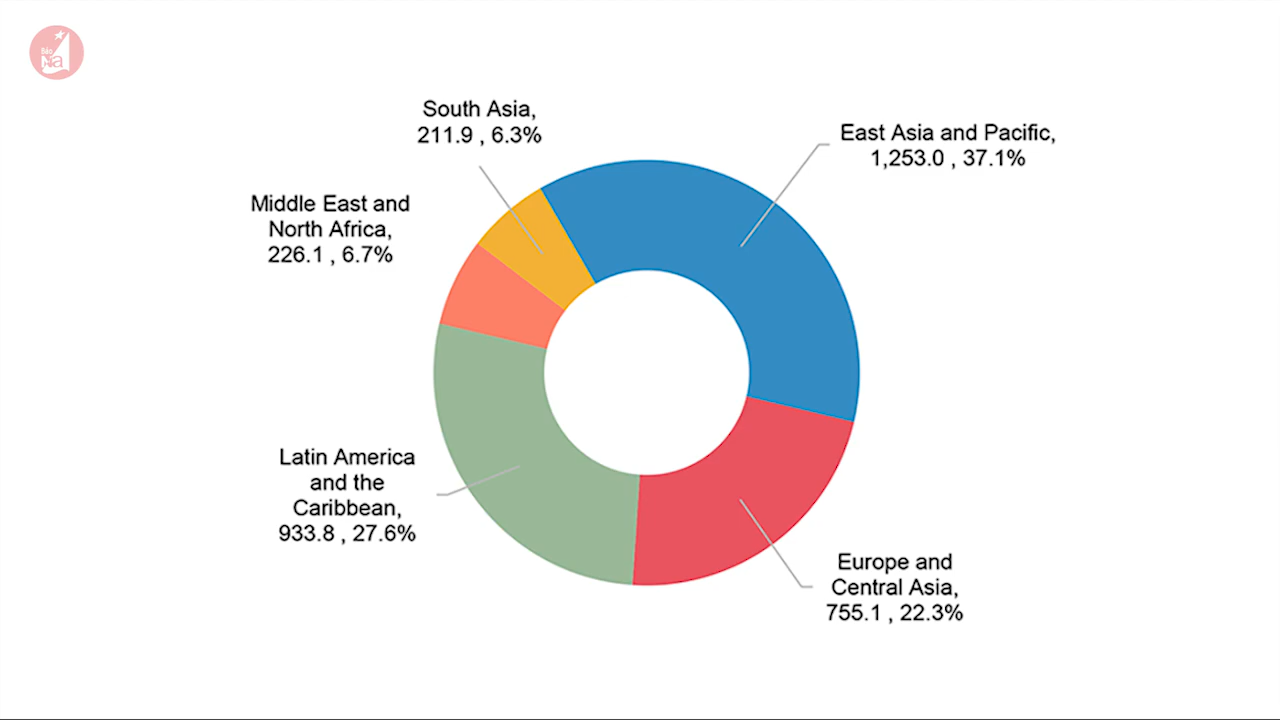 Báo
Na
South Asia,
211.9 , 6.3%
East Asia and Pacific,
1,253.0 , 37.1%
Middle East and
North Africa,
226.1 , 6.7%
Latin America
and the
Caribbean,
933.8 , 27.6%
Europe and
Central Asia,
755.1 , 22.3%